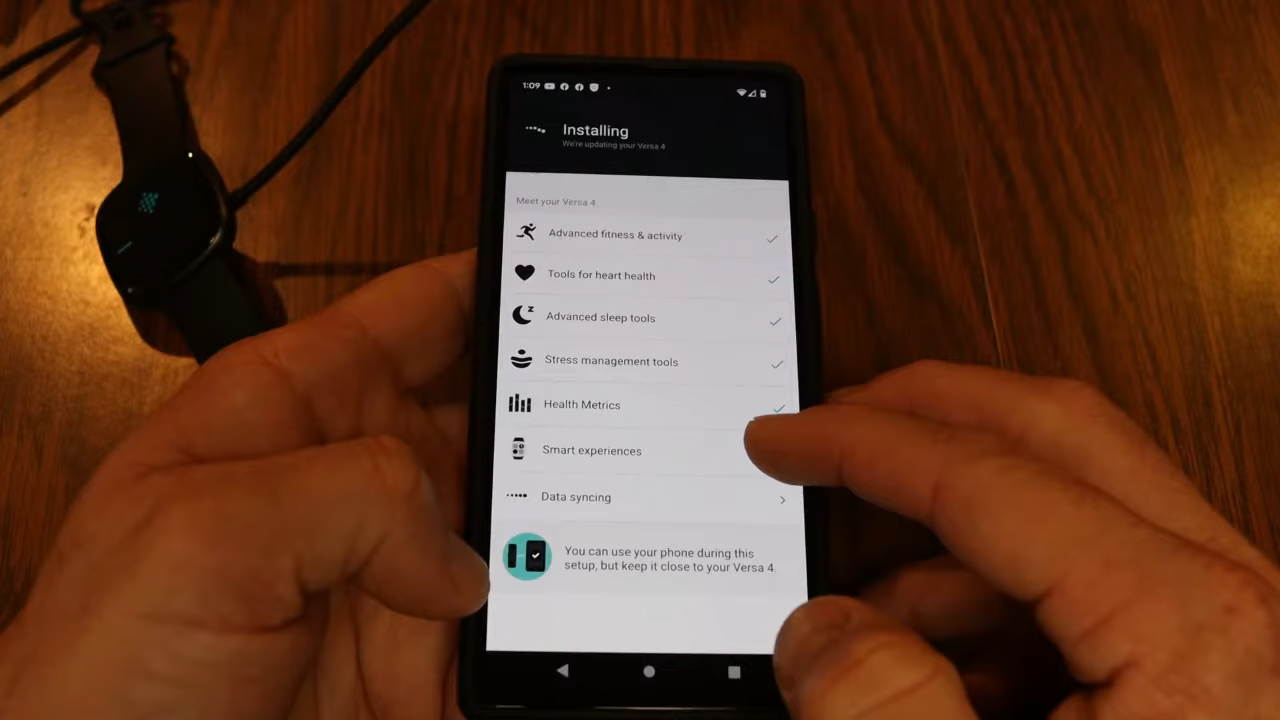 1:09
Installing
We're updating your Versa 4
Meet your Versa 4
Advanced fitness & activity
Tools for heart health
Advanced sleep tools
Stress management tools
Health Metrics
Smart experiences
Data syncing
You can use your phone during this
setup, but keep it close to your Versa 4.